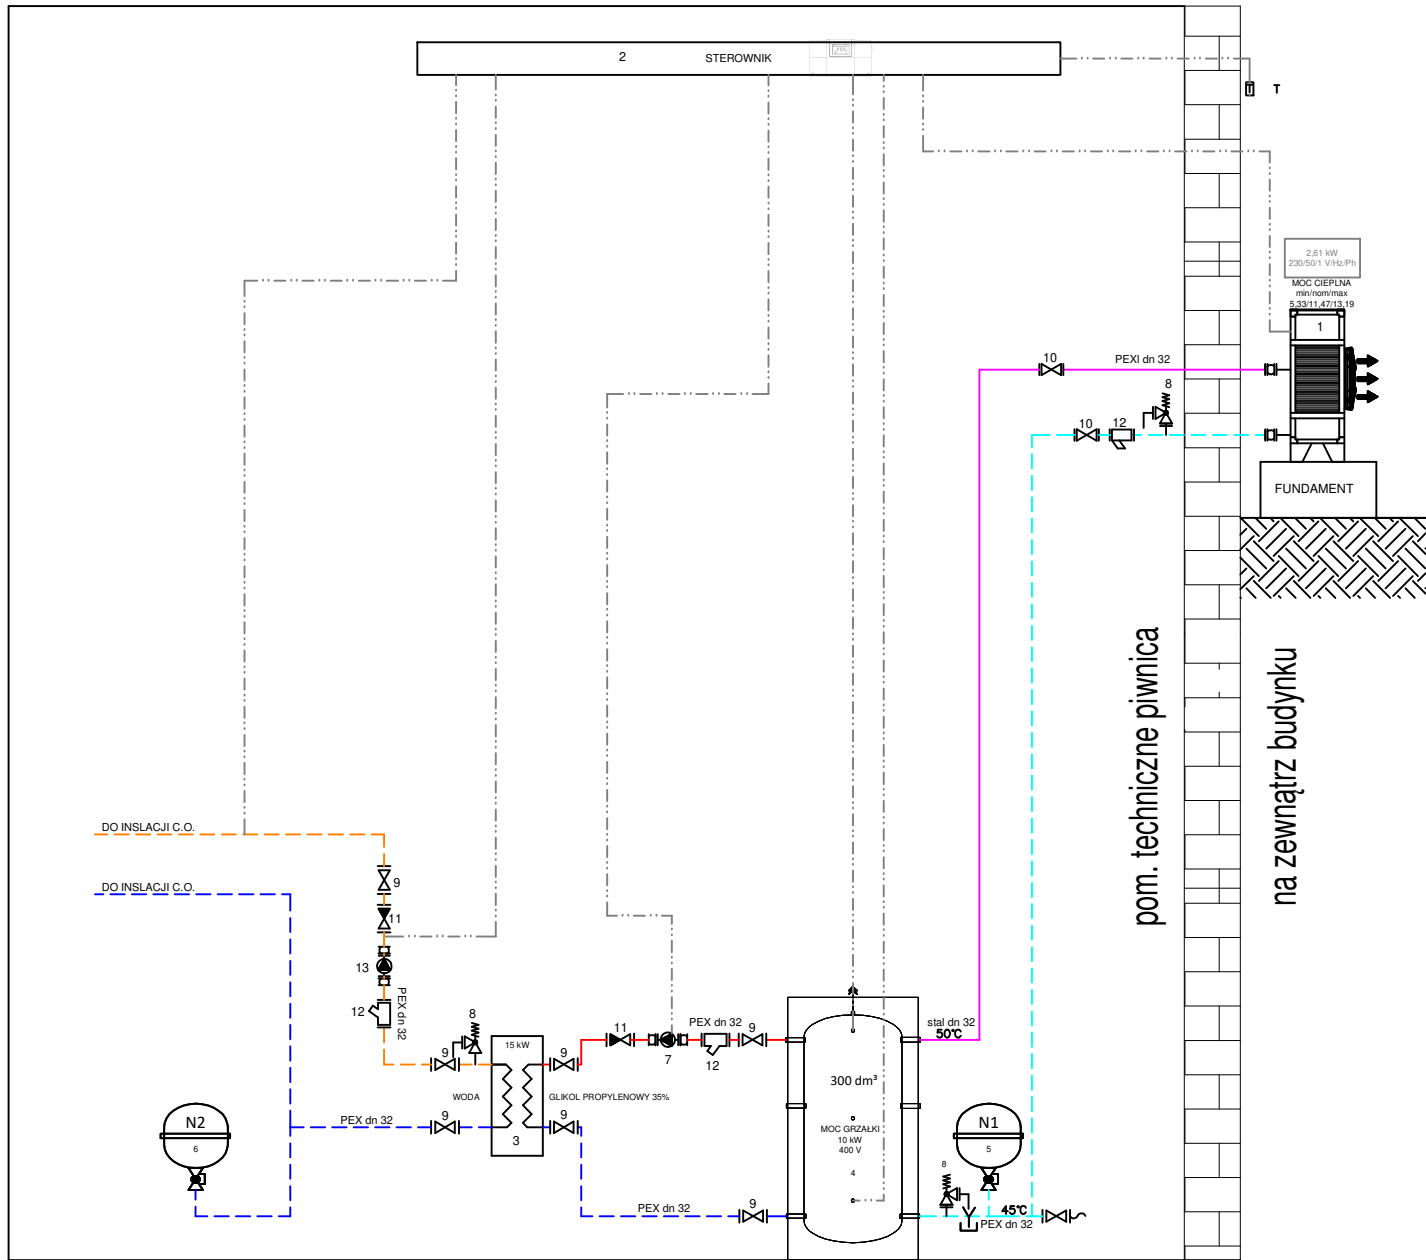 2 STEROWNIK
T T
2,61 kW
230/50/1 V/Hz/Ph
MOC CIEPLNA
min/nom/max
5,33/11,47/13,19
1
10 PEXI dn 32
8
10 12
FUNDAMENT
pom. techniczne piwnica
na zewnątrz budynku
DO INSLACJI C.O.
9
DO INSLACJI C.O.
11
13
12
PEX dn 32
8
9
15 kW
9
11
7
PEX dn 32
12
9
stal dn 32
50°C
300 dm³
WODA
GLIKOL PROPYLENOWY 35%
PEX dn 32
9
9
3
N2
6
MOC GRZAŁKI
10 kW
400 V
4
N1
5
8
PEX dn 32
9
45°C
PEX dn 32